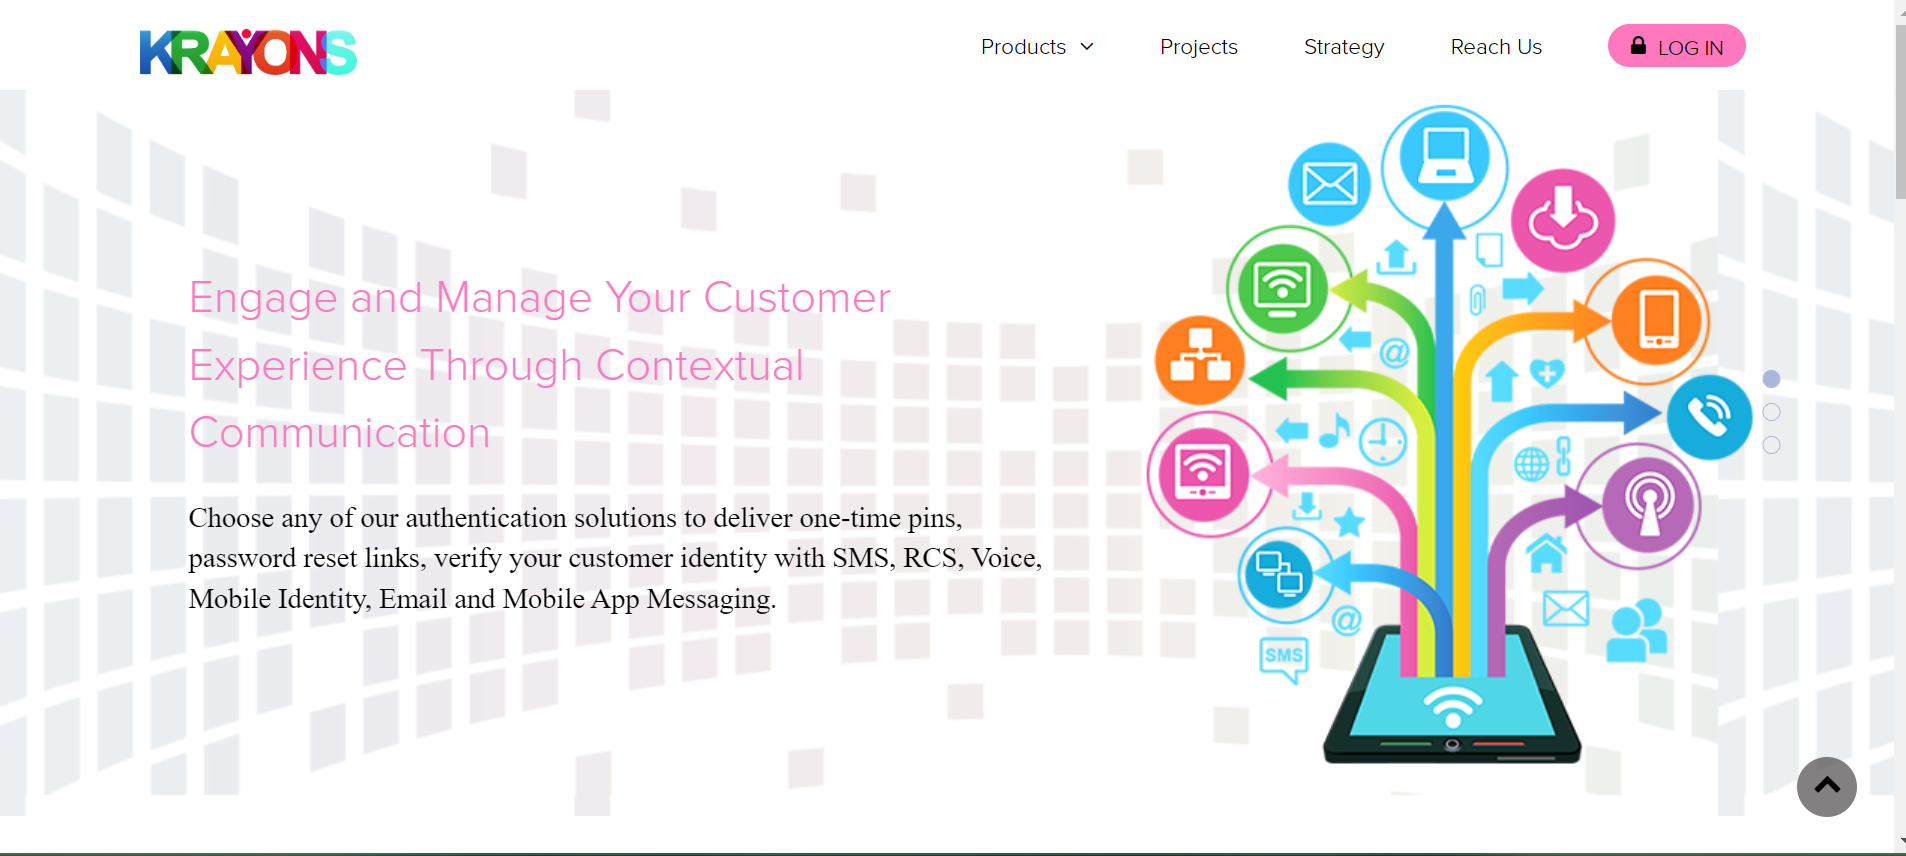 KRAYONS
Products
Projects
Strategy
Reach Us
LOG IN
Engage and Manage Your Customer
Experience Through Contextual
Communication
Choose any of our authentication solutions to deliver one-time pins,
password reset links, verify your customer identity with SMS, RCS, Voice,
Mobile Identity, Email and Mobile App Messaging.
@
@
SMS